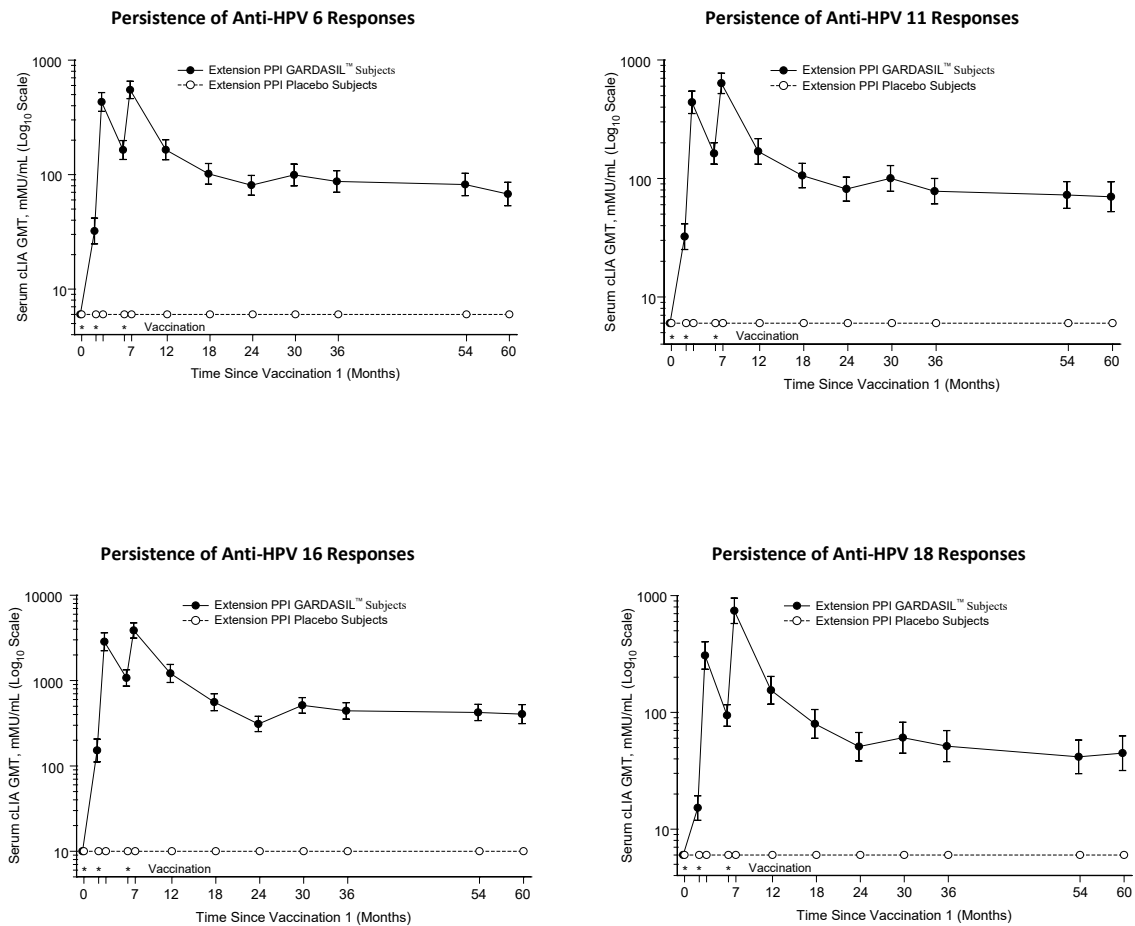 Persistence of Anti-HPV 6 Responses
Serum cLIA GMT, mMU/mL (Log10 Scale)
1000
100
10
Extension PPI GARDASIL™ Subjects
Extension PPI Placebo Subjects
* * * Vaccination
0 7 12 18 24 30 36 54 60
Time Since Vaccination 1 (Months)
Persistence of Anti-HPV 11 Responses
Serum cLIA GMT, mMU/mL (Log10 Scale)
1000
100
10
Extension PPI GARDASIL™ Subjects
Extension PPI Placebo Subjects
* * * Vaccination
0 7 12 18 24 30 36 54 60
Time Since Vaccination 1 (Months)
Persistence of Anti-HPV 16 Responses
Serum cLIA GMT, mMU/mL (Log10 Scale)
10000
1000
100
10
Extension PPI GARDASIL™ Subjects
Extension PPI Placebo Subjects
* * * Vaccination
0 7 12 18 24 30 36 54 60
Time Since Vaccination 1 (Months)
Persistence of Anti-HPV 18 Responses
Serum cLIA GMT, mMU/mL (Log10 Scale)
1000
100
10
Extension PPI GARDASIL™ Subjects
Extension PPI Placebo Subjects
* * * Vaccination
0 7 12 18 24 30 36 54 60
Time Since Vaccination 1 (Months)